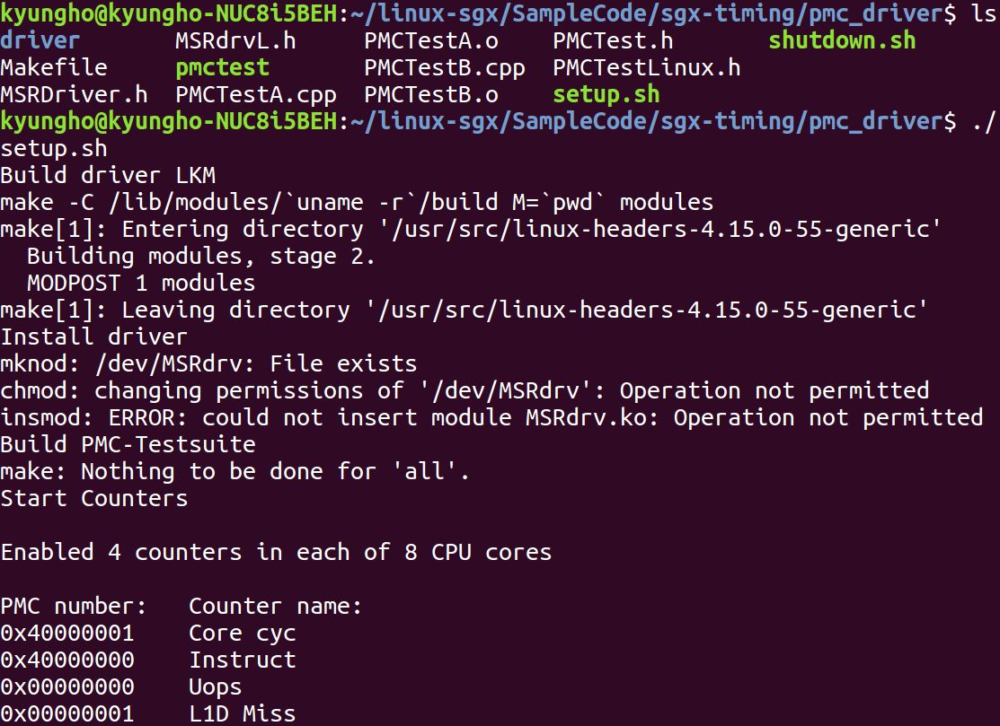 kyungho@kyungho-NUC8i5BEH:~/linux-sgx/SampleCode/sgx-timing/pmc_driver$ ls
driver MSRdrvL.h PMCTestA.o PMCTest.h shutdown.sh
Makefile pmctest PMCTestB.cpp PMCTestLinux.h
MSRDriver.h PMCTestA.cpp PMCTestB.o setup.sh
kyungho@kyungho-NUC8i5BEH:~/linux-sgx/SampleCode/sgx-timing/pmc_driver$ ./
setup.sh
Build driver LKM
make -C /lib/modules/`uname -r`/build M=`pwd` modules
make[1]: Entering directory '/usr/src/linux-headers-4.15.0-55-generic'
  Building modules, stage 2.
  MODPOST 1 modules
make[1]: Leaving directory '/usr/src/linux-headers-4.15.0-55-generic'
Install driver
mknod: /dev/MSRdrv: File exists
chmod: changing permissions of '/dev/MSRdrv': Operation not permitted
insmod: ERROR: could not insert module MSRdrv.ko: Operation not permitted
Build PMC-Testsuite
make: Nothing to be done for 'all'.
Start Counters
Enabled 4 counters in each of 8 CPU cores
PMC number: Counter name:
0x40000001 Core cyc
0x40000000 Instruct
0x00000000 Uops
0x00000001 L1D Miss